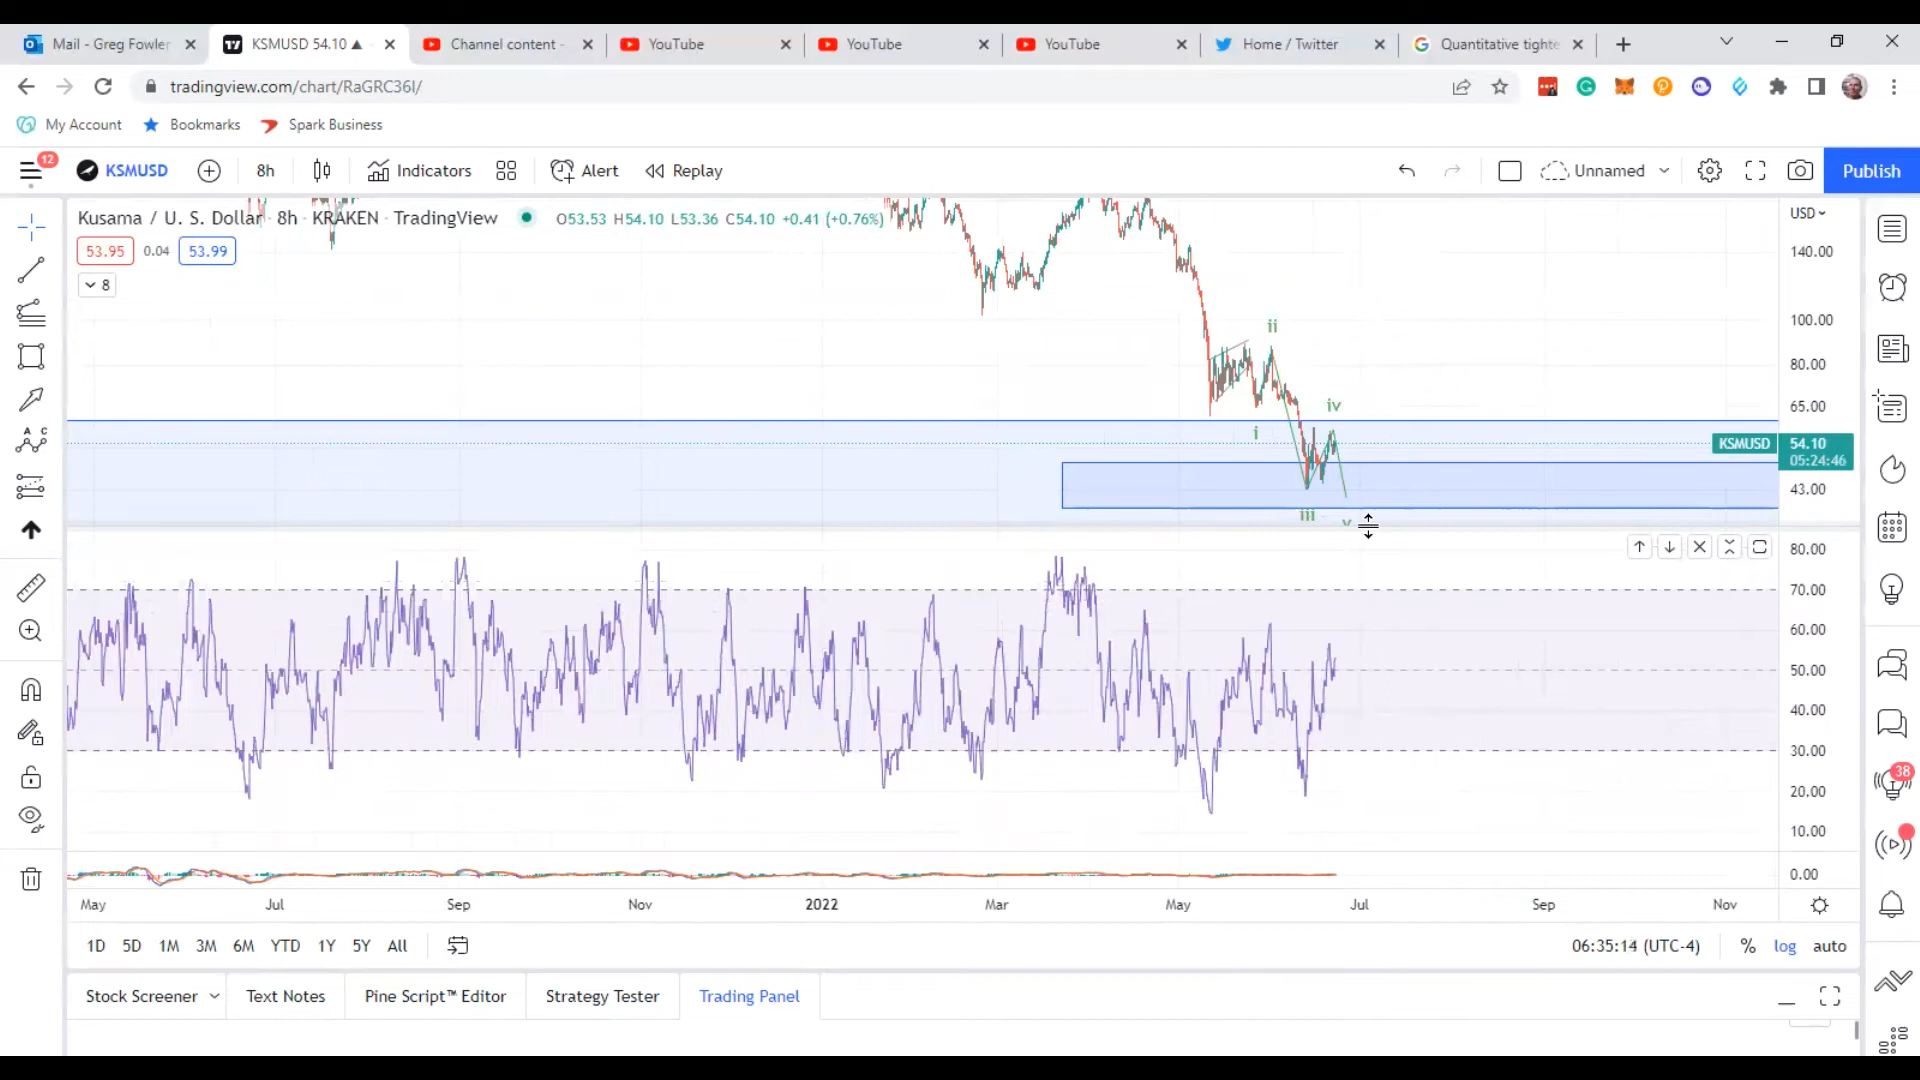 Mail - Greg Fowler
KSMUSD 54.10 ▲
Channel content -
YouTube
YouTube
YouTube
Home / Twitter
Quantitative tighte
tradingview.com/chart/RaGRC36I/
My Account
Bookmarks
Spark Business
12
KSMUSD
8h
Indicators
Alert
Replay
Unnamed
Publish
Kusama / U. S. Dollar · 8h · KRAKEN · TradingView
O53.53 H54.10 L53.36 C54.10 +0.41 (+0.76%)
USD
53.95
0.04
53.99
8
140.00
100.00
80.00
65.00
KSMUSD
54.10
05:24:46
43.00
ii
iv
i
iii
v
80.00
70.00
60.00
50.00
40.00
30.00
20.00
10.00
0.00
38
May
Jul
Sep
Nov
2022
Mar
May
Jul
Sep
Nov
1D
5D
1M
3M
6M
YTD
1Y
5Y
All
06:35:14 (UTC-4)
%
log
auto
Stock Screener
Text Notes
Pine Script™ Editor
Strategy Tester
Trading Panel